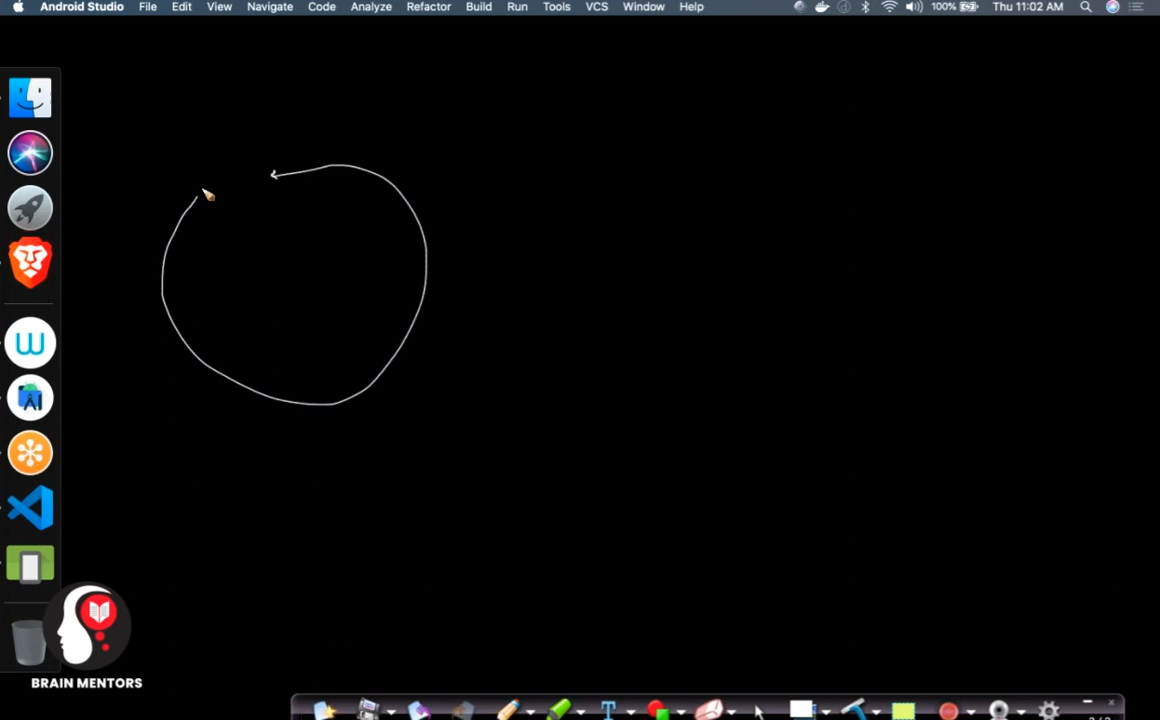 Android Studio File Edit View Navigate Code Analyze Refactor Build Run Tools VCS Window Help 100% Thu 11:02 AM
BRAIN MENTORS